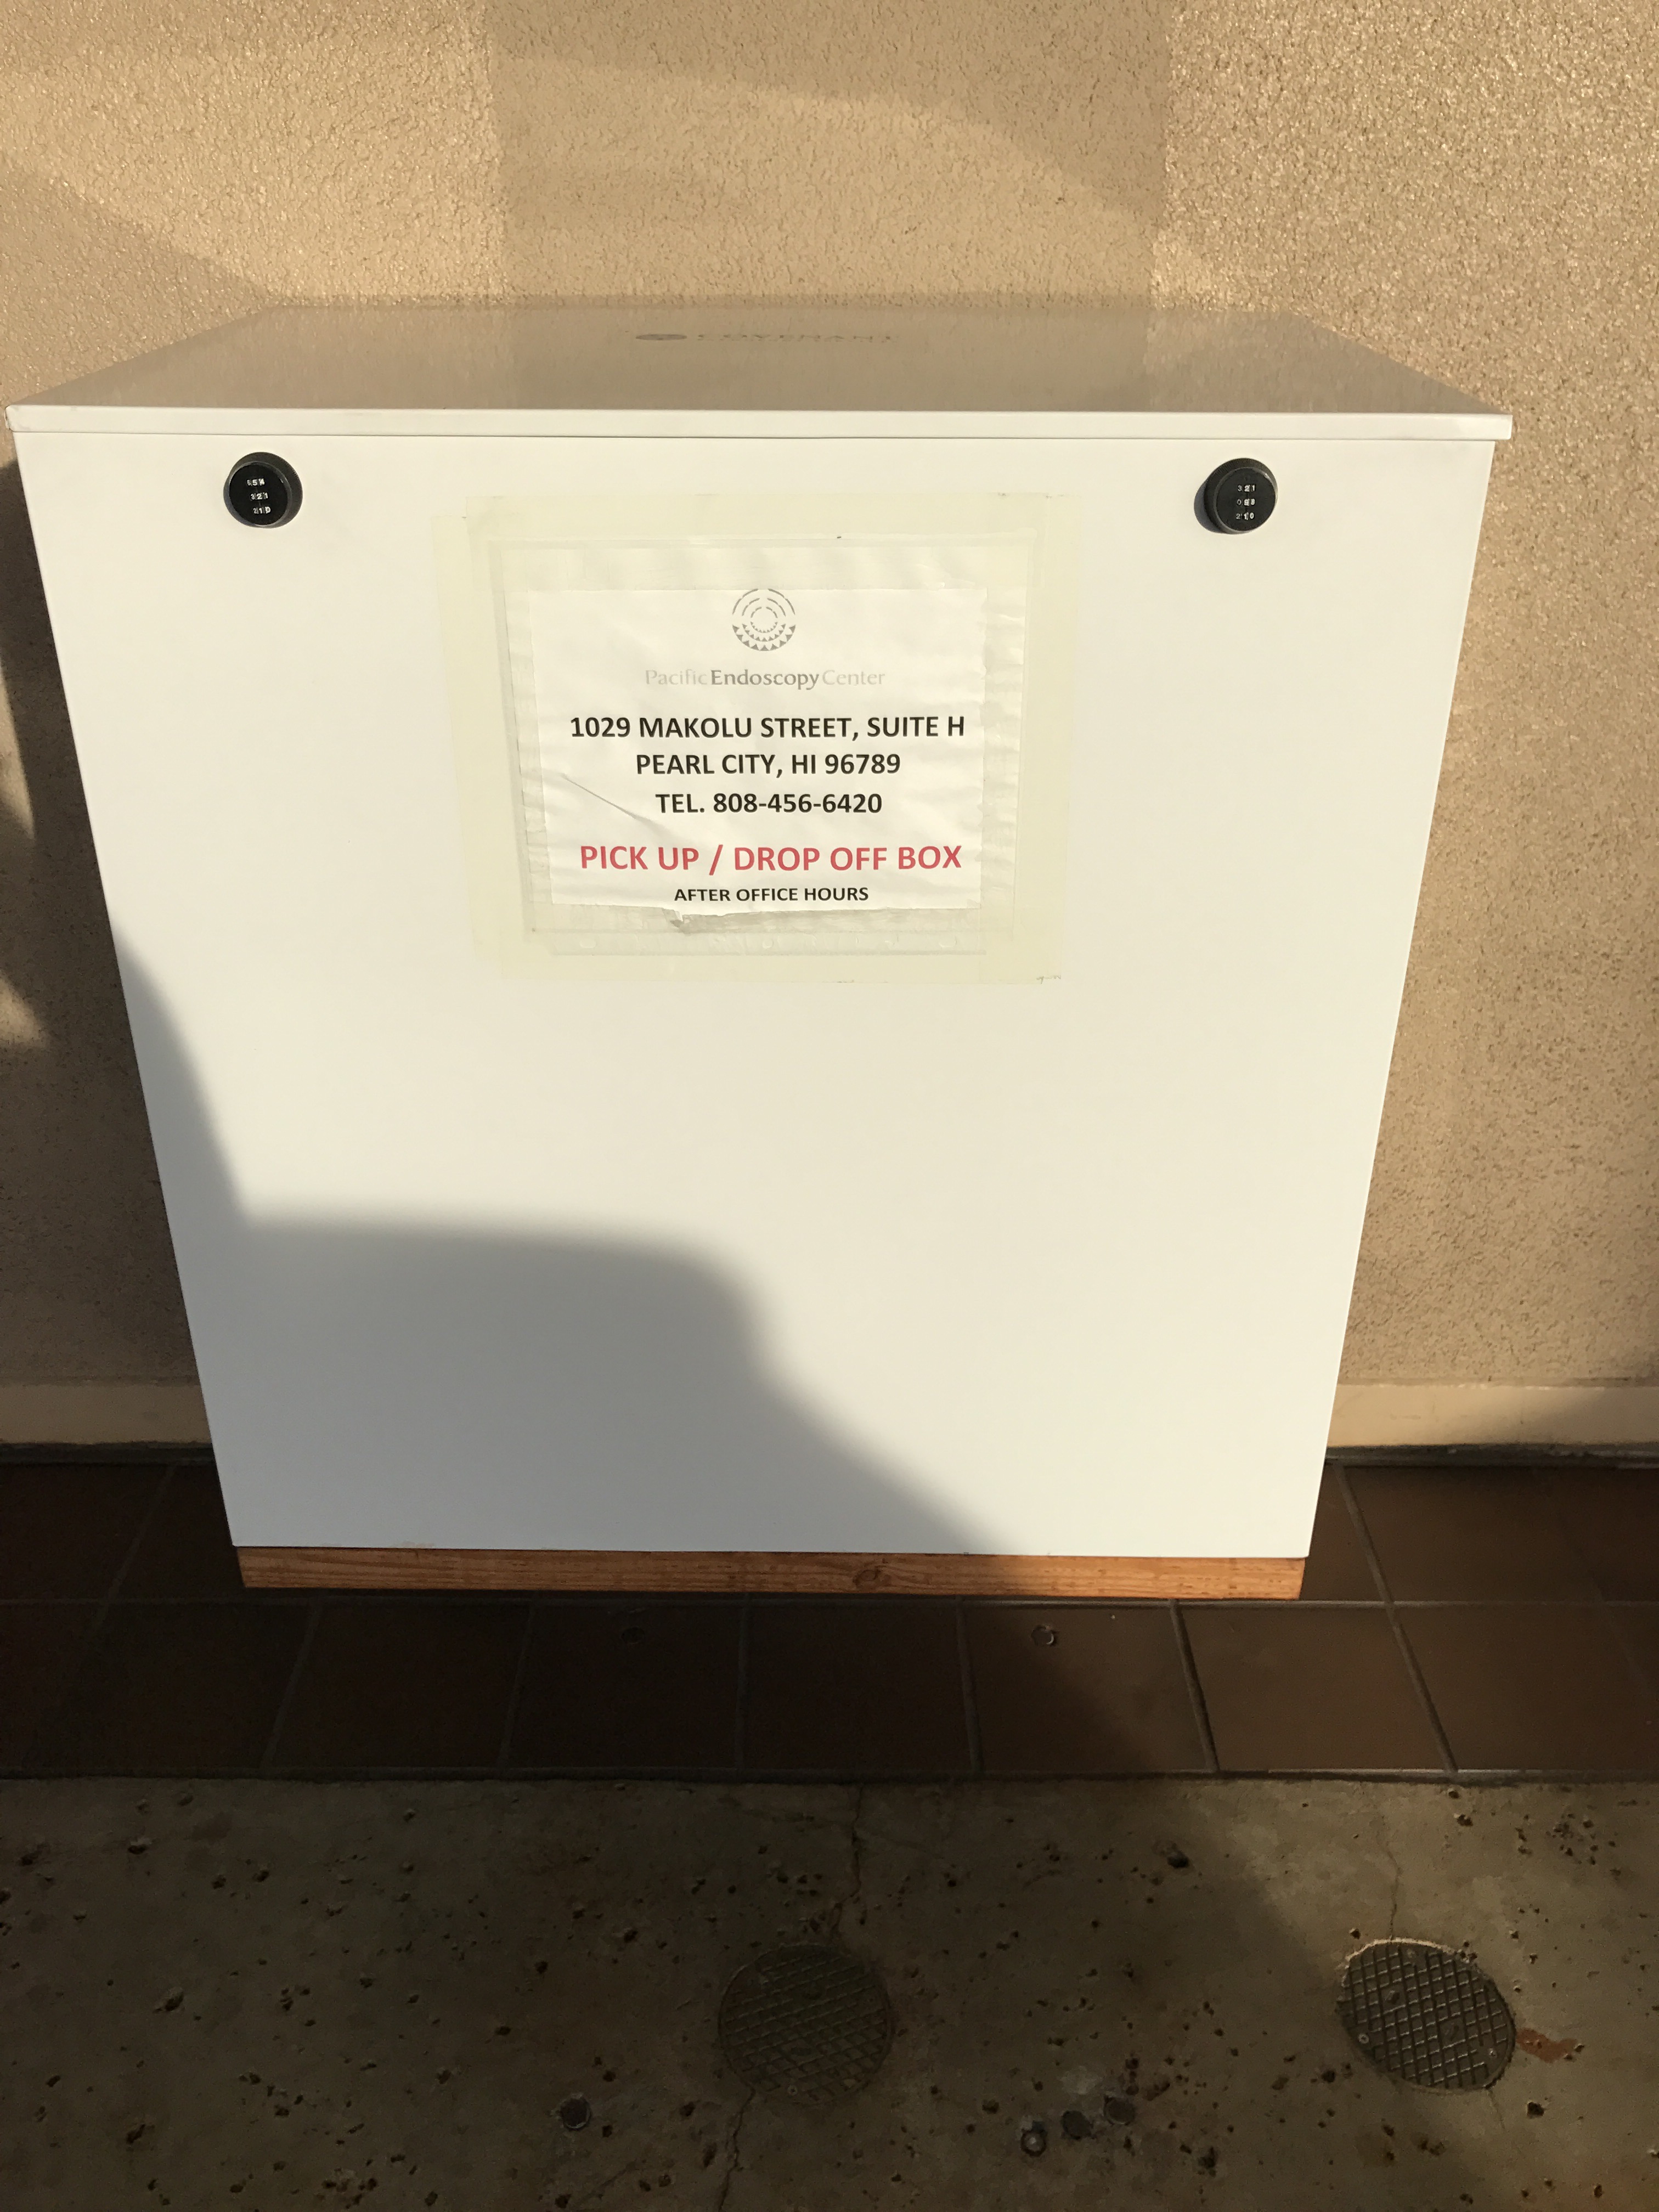 COVENANT
Pacific Endoscopy Center
1029 MAKOLU STREET, SUITE H
PEARL CITY, HI 96789
TEL. 808-456-6420
PICK UP / DROP OFF BOX
AFTER OFFICE HOURS